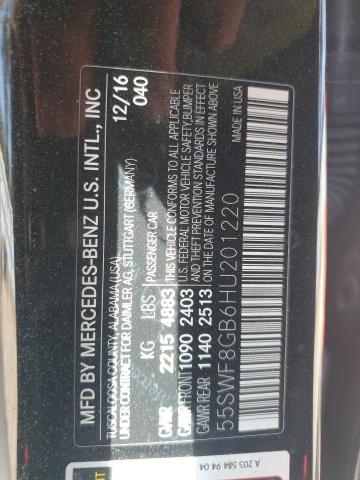 MFD BY MERCEDES-BENZ U.S. INTL., INC
TUSCALOOSA COUNTY, ALABAMA (USA)
UNDER CONTRACT FOR DAIMLER AG, STUTTGART (GERMANY)
12/16
040
KG LBS PASSENGER CAR
GVWR 2215 4883
GAWR FRONT 1090 2403
GAWR REAR 1140 2513
THIS VEHICLE CONFORMS TO ALL APPLICABLE
U.S. FEDERAL MOTOR VEHICLE SAFETY, BUMPER
AND THEFT PREVENTION STANDARDS IN EFFECT
ON THE DATE OF MANUFACTURE SHOWN ABOVE
55SWF8GB6HU201220
MADE IN USA
A 205 584 94 04